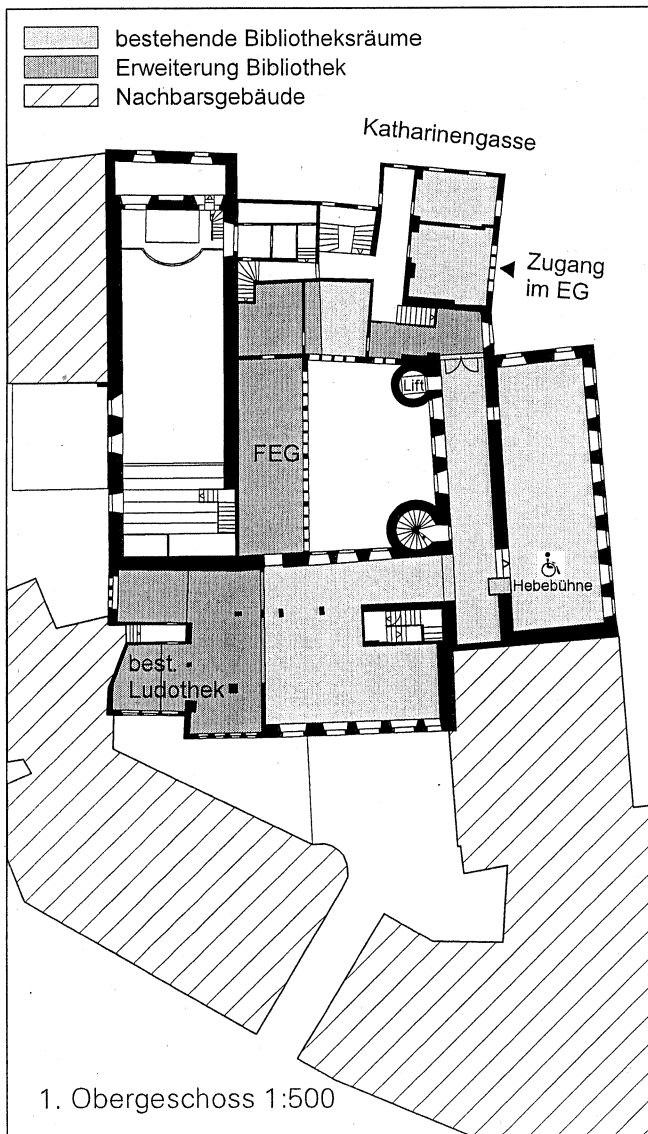 bestehende Bibliotheksräume
Erweiterung Bibliothek
Nachbarsgebäude
Katharinengasse
Zugang
im EG
Lift
FEG
Hebebühne
best.
Ludothek
1. Obergeschoss 1:500